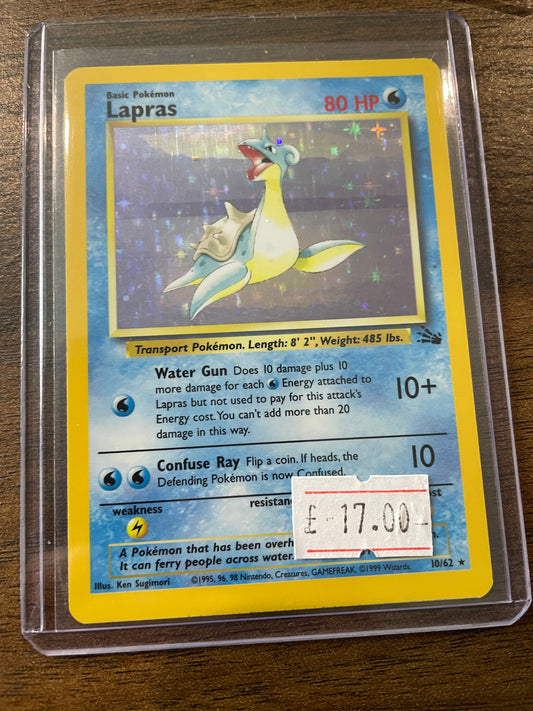 Basic Pokémon
Lapras
80 HP
Transport Pokémon. Length: 8' 2", Weight: 485 lbs.
Water Gun Does 10 damage plus 10
more damage for each Energy attached to
Lapras but not used to pay for this attack's
Energy cost. You can't add more than 20
damage in this way.
10+
Confuse Ray Flip a coin. If heads, the
Defending Pokémon is now Confused.
10
weakness
£-17.00-
A Pokémon that has been
It can ferry people across water.
Illus. Ken Sugimori
©1995, 96, 98 Nintendo, Creatures, GAMEFREAK. ©1999 Wizards.
10/62